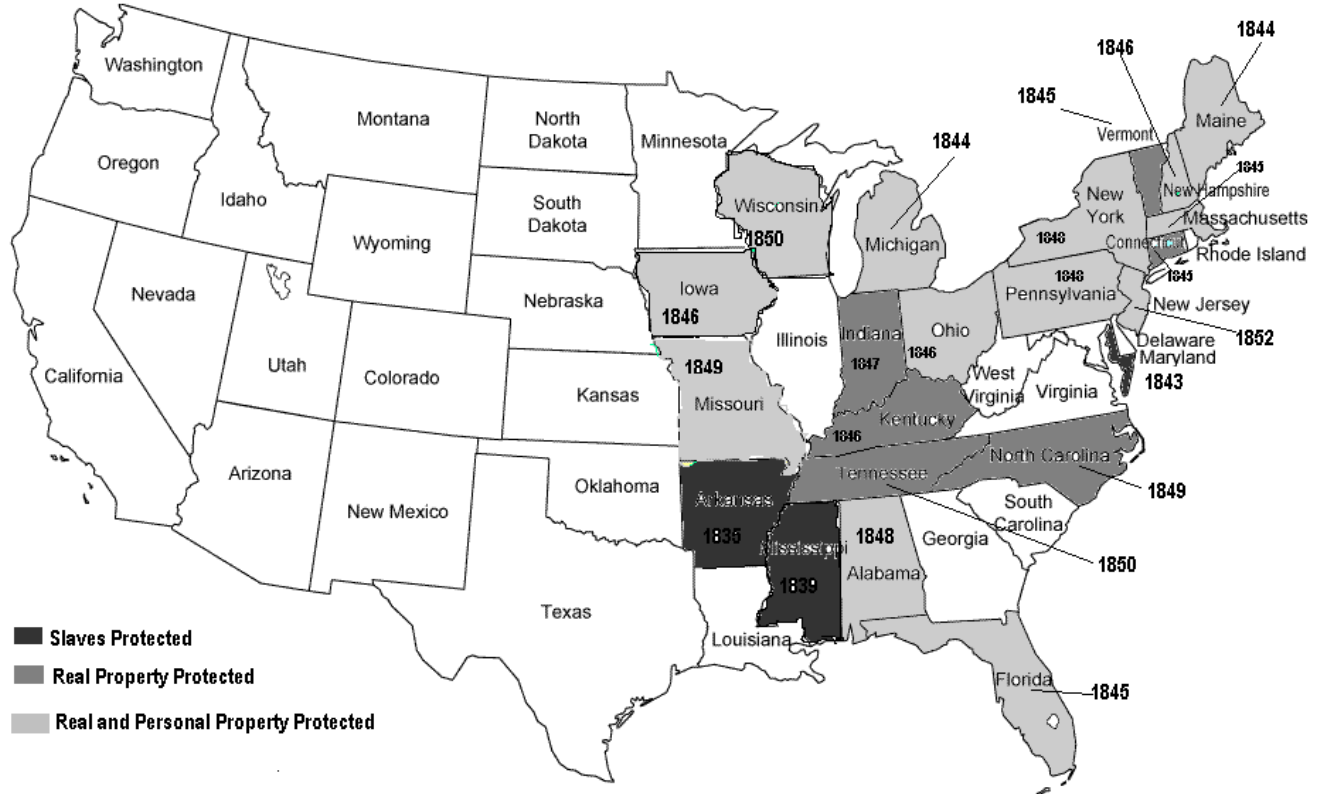 1844
1846
Washington
1845
Maine
Montana
North
Dakota
Minnesota
Vermont
1844
Oregon
1845
Idaho
South
Dakota
Wisconsin
New
York
New Hampshire
Massachusetts
Wyoming
1850
Michigan
1848
Connecticut
Rhode Island
1848
1845
Nevada
Nebraska
Iowa
Pennsylvania
New Jersey
1846
Illinois
Indiana
Ohio
1852
Delaware
Maryland
Utah
1849
1847
1846
California
Colorado
Kansas
Missouri
West
Virginia
Virginia
1843
Kentucky
1846
Arizona
Oklahoma
Tennessee
North Carolina
New Mexico
Arkansas
1849
South
Carolina
1835
Mississippi
1848
Georgia
1850
Alabama
1839
Texas
Louisiana
Slaves Protected
Real Property Protected
Florida
1845
Real and Personal Property Protected